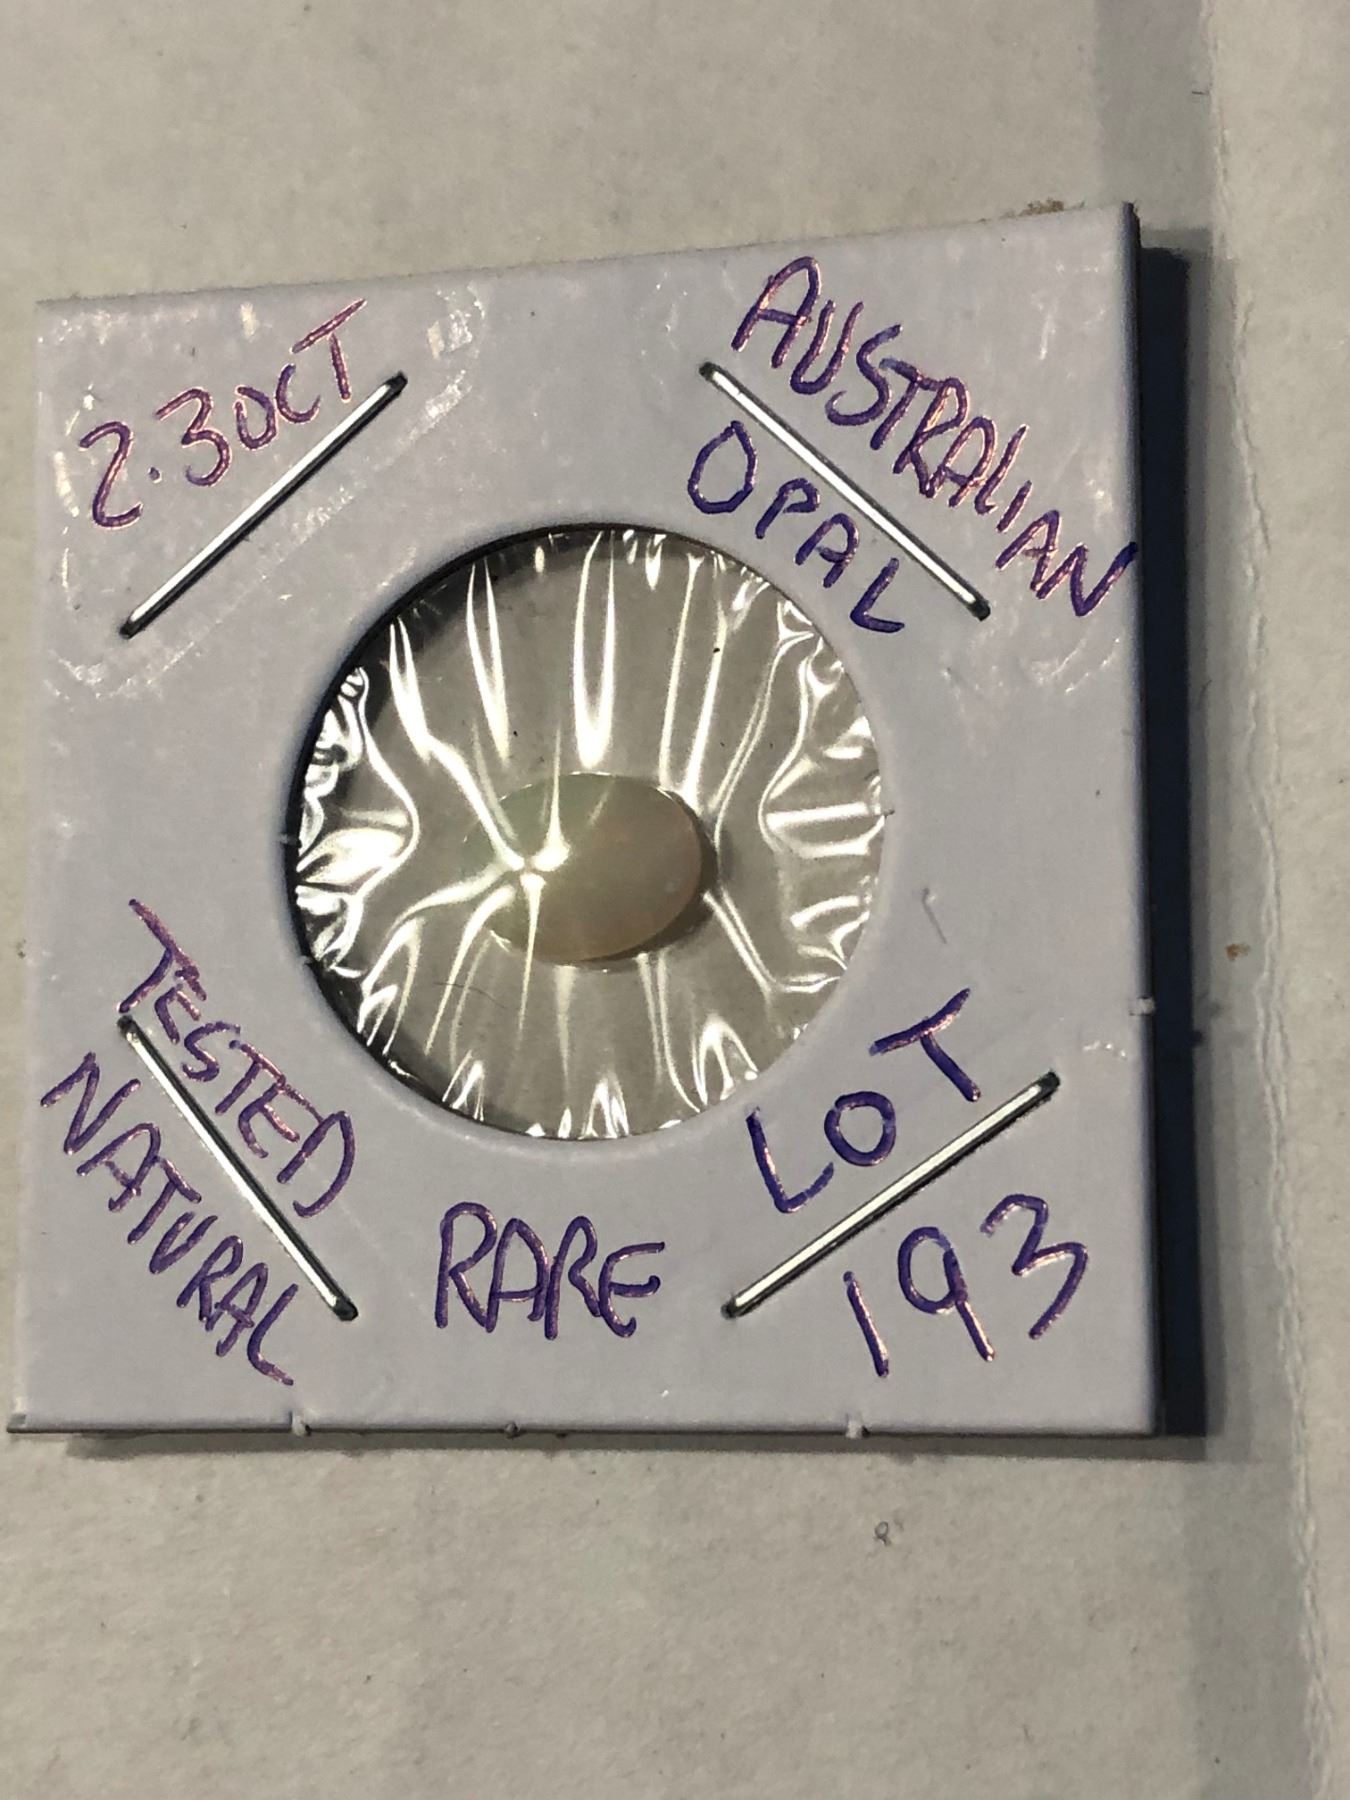 2.30CT
AUSTRALIAN
OPAL
TESTED
NATURAL
RARE
LOT
193